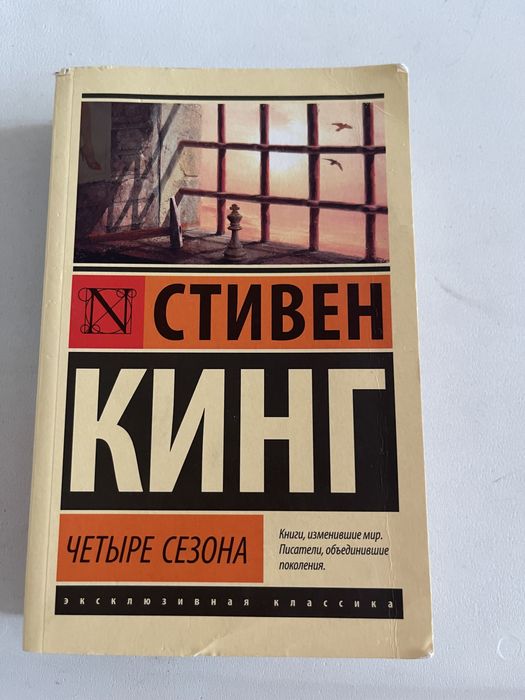 N
СТИВЕН
КИНГ
ЧЕТЫРЕ СЕЗОНА
Книги, изменившие мир.
Писатели, объединившие
поколения.
эксклюзивная классика